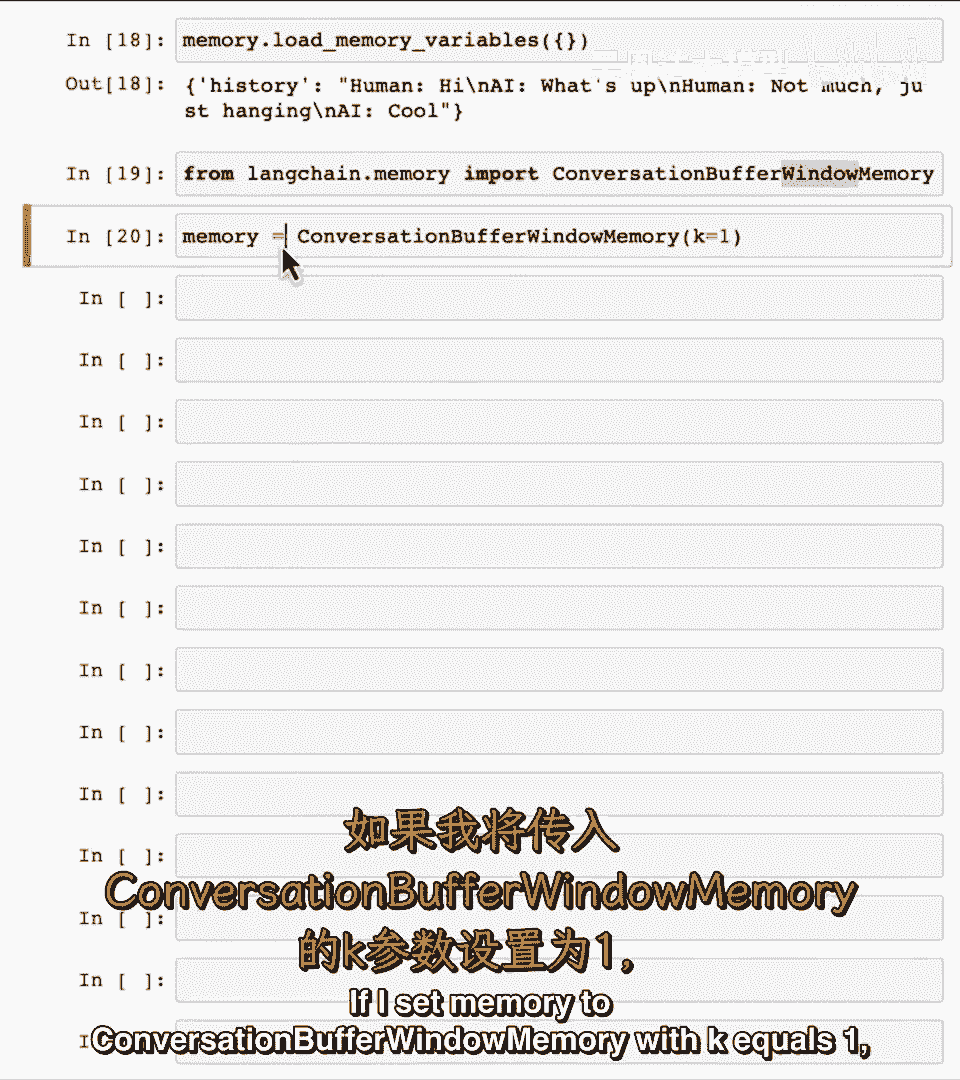 In [18]: memory.load_memory_variables({})
Out[18]: {'history': "Human: Hi\nAI: What's up\nHuman: Not much, ju
st hanging\nAI: Cool"}
In [19]: from langchain.memory import ConversationBufferWindowMemory
In [20]: memory = ConversationBufferWindowMemory(k=1)
In [ ]:
In [ ]:
In [ ]:
In [ ]:
In [ ]:
In [ ]:
In [ ]:
In [ ]:
In [ ]:
In [ ]:
In [ ]:
In [ ]:
如果我将传入
ConversationBufferWindowMemory
的k参数设置为1,
If I set memory to
ConversationBufferWindowMemory with k equals 1,